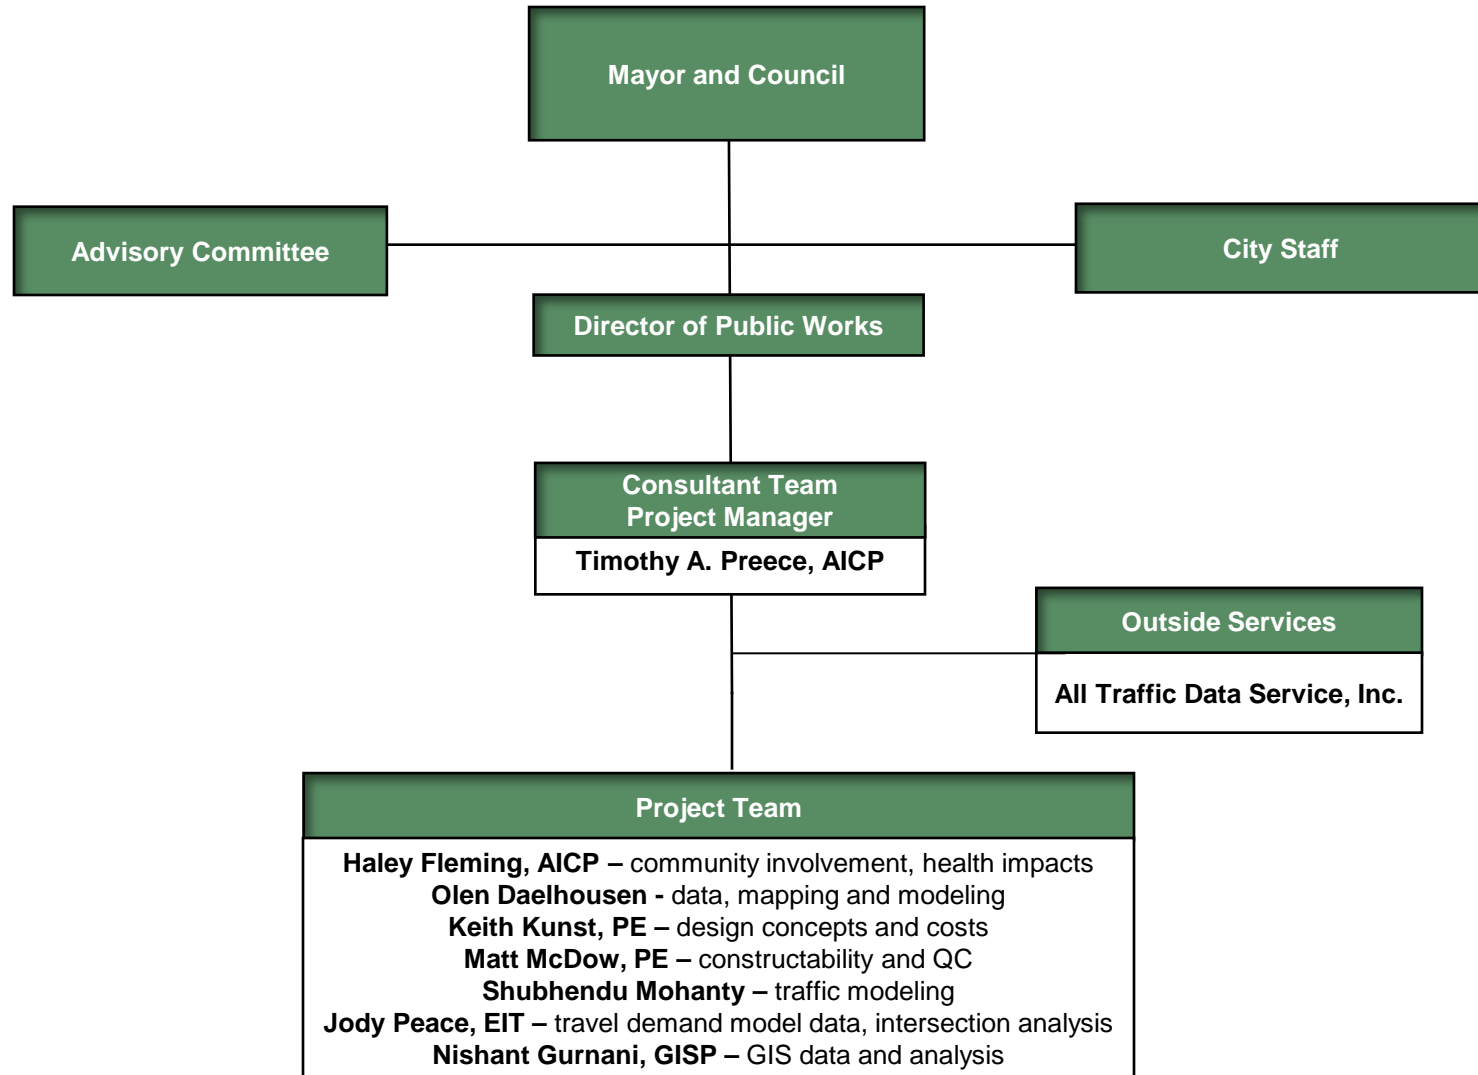 Mayor and Council
Advisory Committee
City Staff
Director of Public Works
Consultant Team
Project Manager
Timothy A. Preece, AICP
Outside Services
All Traffic Data Service, Inc.
Project Team
Haley Fleming, AICP – community involvement, health impacts
Olen Daelhousen - data, mapping and modeling
Keith Kunst, PE – design concepts and costs
Matt McDow, PE – constructability and QC
Shubhendu Mohanty – traffic modeling
Jody Peace, EIT – travel demand model data, intersection analysis
Nishant Gurnani, GISP – GIS data and analysis